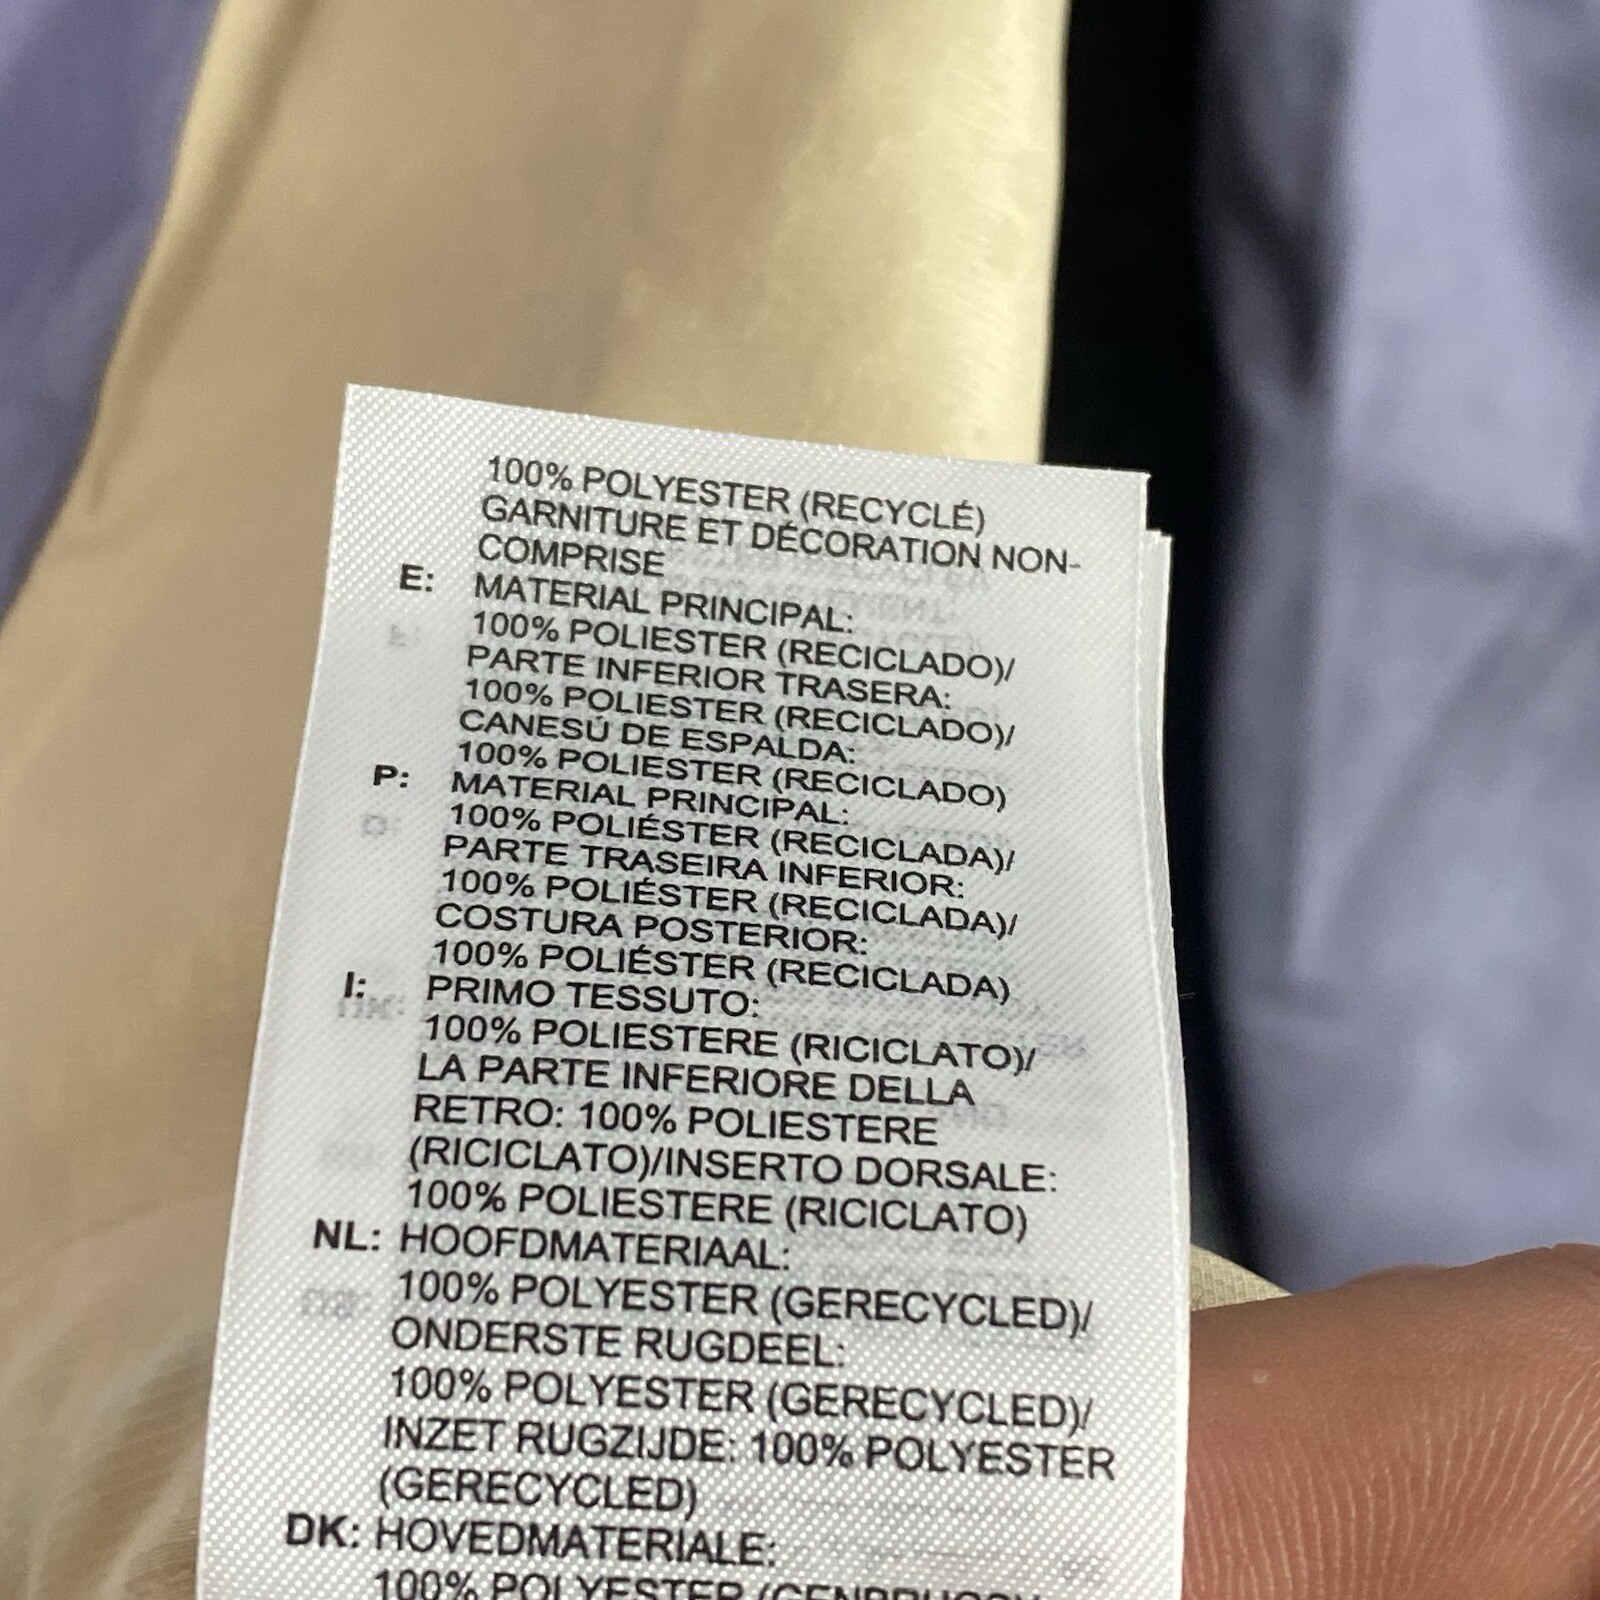 100% POLYESTER (RECYCLÉ)
GARNITURE ET DÉCORATION NON-
COMPRISE
E: MATERIAL PRINCIPAL:
100% POLIESTER (RECICLADO)/
PARTE INFERIOR TRASERA:
100% POLIESTER (RECICLADO)/
CANESÚ DE ESPALDA:
100% POLIESTER (RECICLADO)
P: MATERIAL PRINCIPAL:
100% POLIÉSTER (RECICLADA)/
PARTE TRASEIRA INFERIOR:
100% POLIÉSTER (RECICLADA)/
COSTURA POSTERIOR:
100% POLIÉSTER (RECICLADA)
I: PRIMO TESSUTO:
100% POLIESTERE (RICICLATO)/
LA PARTE INFERIORE DELLA
RETRO: 100% POLIESTERE
(RICICLATO)/INSERTO DORSALE:
100% POLIESTERE (RICICLATO)
NL: HOOFDMATERIAAL:
100% POLYESTER (GERECYCLED)/
ONDERSTE RUGDEEL:
100% POLYESTER (GERECYCLED)/
INZET RUGZIJDE: 100% POLYESTER
(GERECYCLED)
DK: HOVEDMATERIALE:
100% POLYESTER